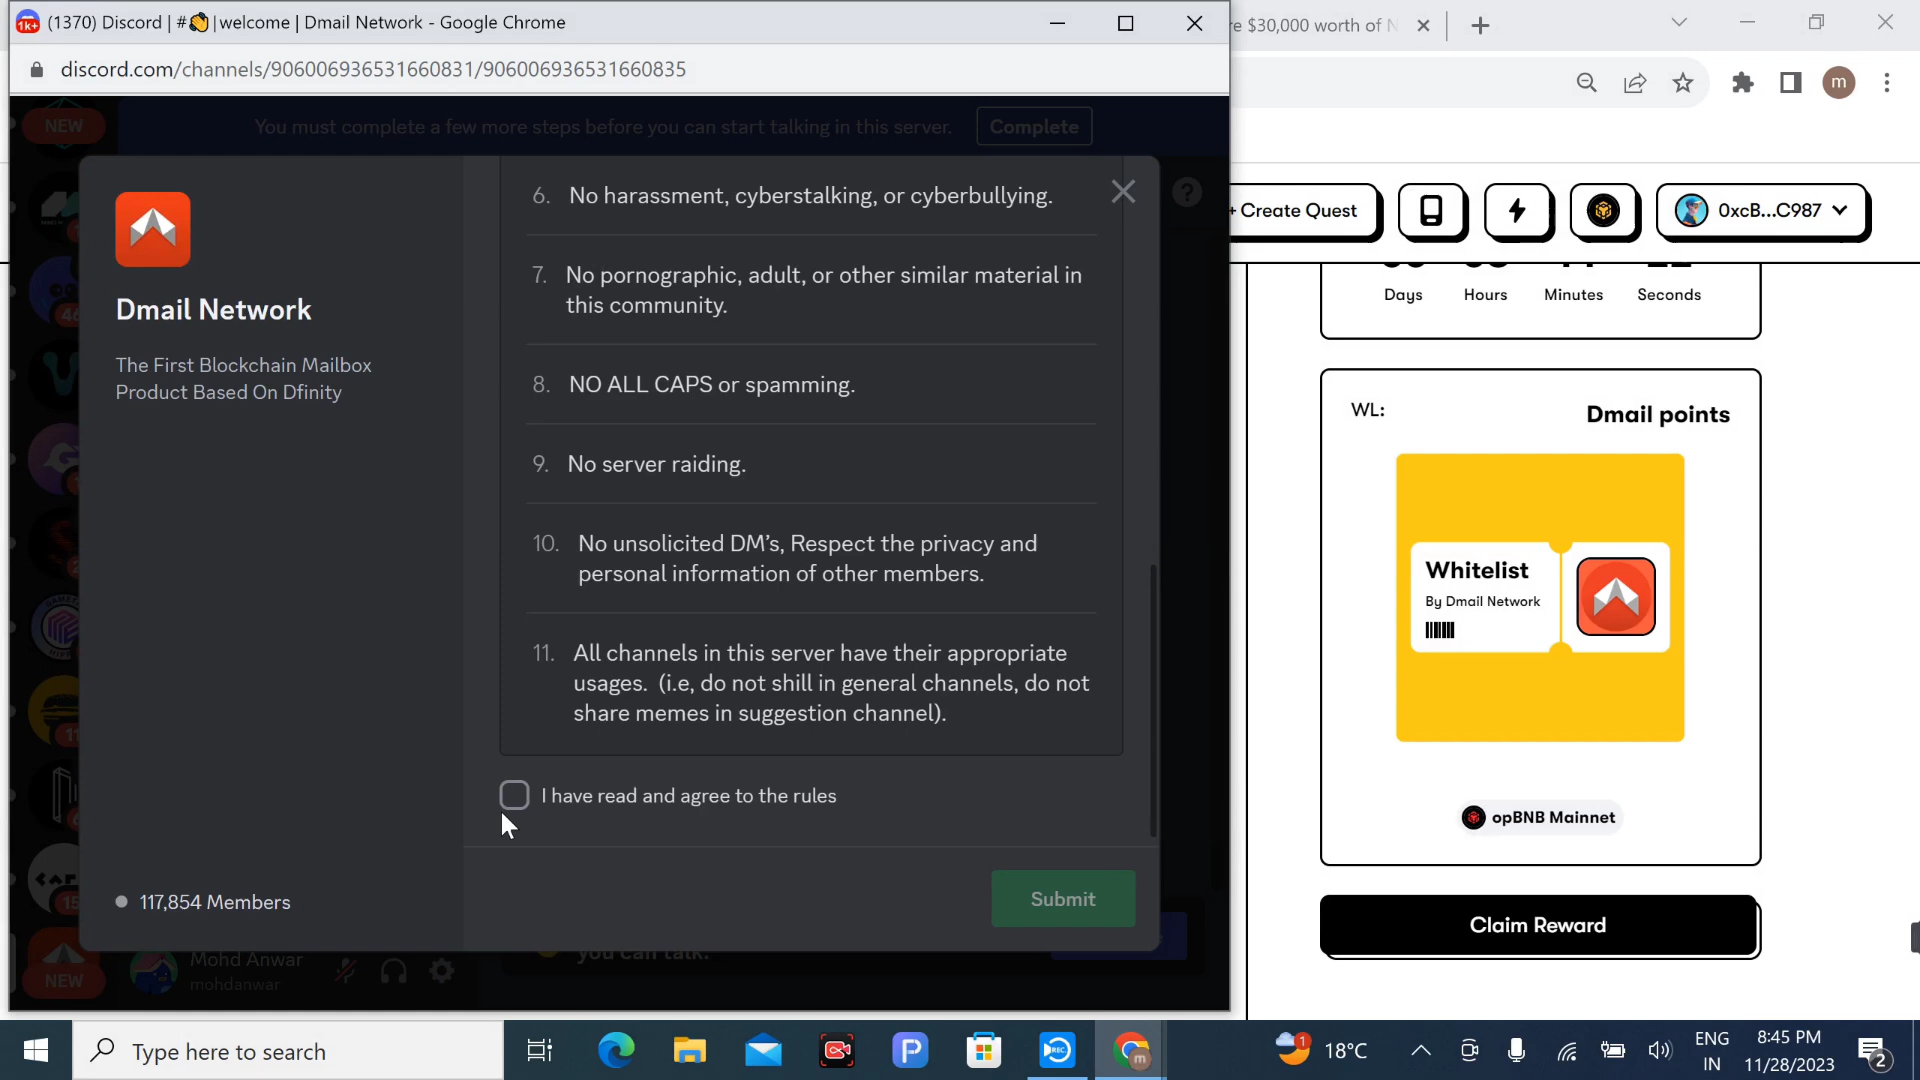 (1370) Discord | #👋|welcome | Dmail Network - Google Chrome
re $30,000 worth of N
discord.com/channels/906006936531660831/906006936531660835
m
NEW
You must complete a few more steps before you can start talking in this server.
Complete
Dmail Network
The First Blockchain Mailbox
Product Based On Dfinity
117,854 Members
6. No harassment, cyberstalking, or cyberbullying.
7. No pornographic, adult, or other similar material in
this community.
8. NO ALL CAPS or spamming.
9. No server raiding.
10. No unsolicited DM's, Respect the privacy and
personal information of other members.
11. All channels in this server have their appropriate
usages. (i.e, do not shill in general channels, do not
share memes in suggestion channel).
I have read and agree to the rules
Submit
you can talk.
Mohd Anwar
mohdanwar
NEW
+ Create Quest
0xcB...C987
Days Hours Minutes Seconds
WL:
Dmail points
Whitelist
By Dmail Network
opBNB Mainnet
Claim Reward
Type here to search
18°C
ENG
IN
8:45 PM
11/28/2023
2